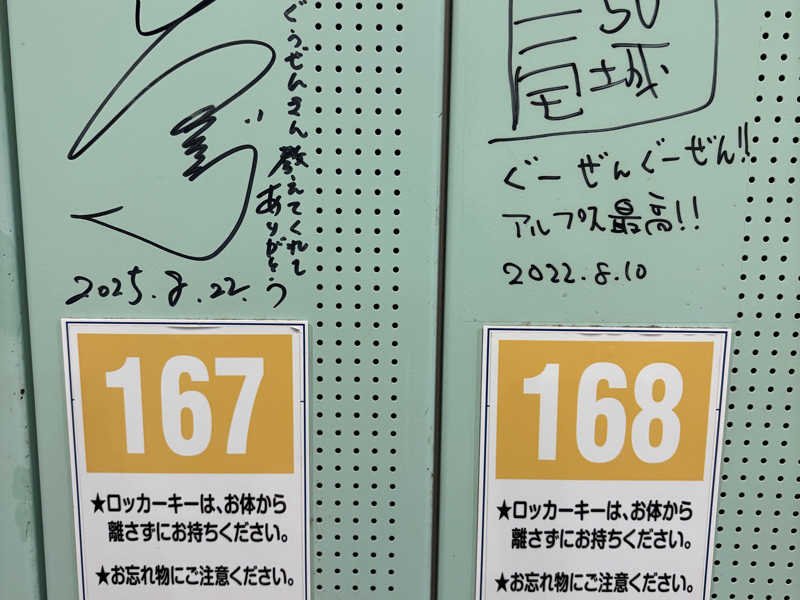 ぐうぜんさん教えてくれて
ありがとう
2025.8.22.
167
★ロッカーキーは、お体から
離さずにお持ちください。
★お忘れ物にご注意ください。
三
宅
土城
ぐーぜんぐーぜん!!
アルプス最高!!
2022.8.10
168
★ロッカーキーは、お体から
離さずにお持ちください。
★お忘れ物にご注意ください。